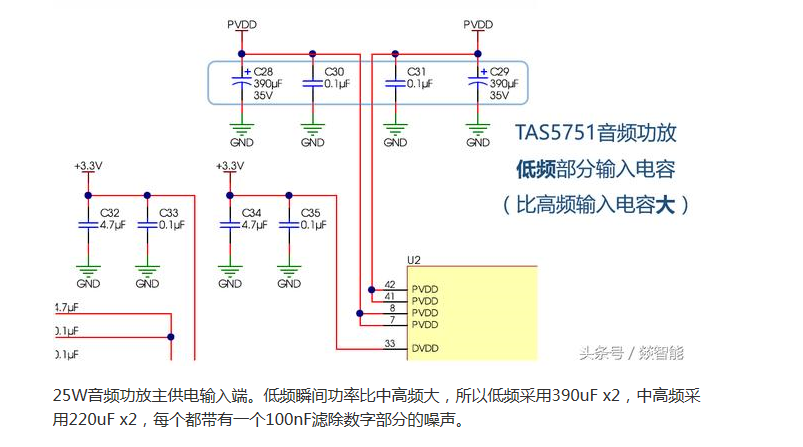 PVDD PVDD
C28 C30 C31 C29
390µF 0.1µF 0.1µF 390µF
35V 35V
GND GND GND GND
TAS5751音频功放
低频部分输入电容
（比高频输入电容大）
+3.3V +3.3V
C32 C33 C34 C35
4.7µF 0.1µF 4.7µF 0.1µF
GND GND GND GND
U2
42 PVDD
41 PVDD
8 PVDD
7 PVDD
33 DVDD
4.7µF
0.1µF
0.1µF
头条号 / 燚智能
25W音频功放主供电输入端。低频瞬间功率比中高频大，所以低频采用390uF x2，中高频采
用220uF x2，每个都带有一个100nF滤除数字部分的噪声。